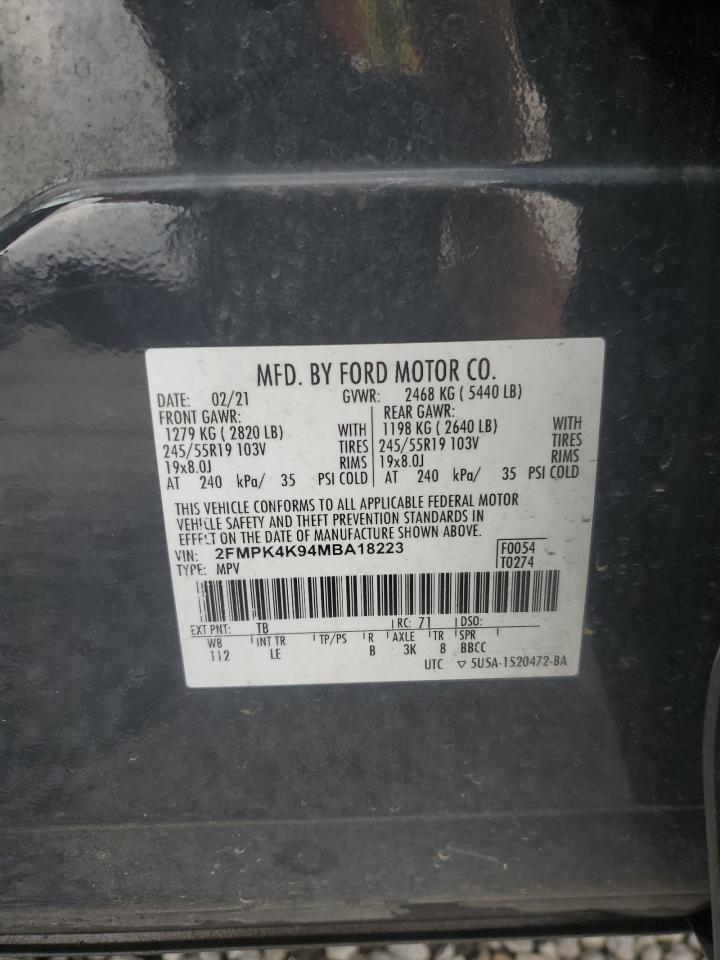 MFD. BY FORD MOTOR CO.
DATE: 02/21 GVWR: 2468 KG ( 5440 LB)
FRONT GAWR: REAR GAWR:
1279 KG ( 2820 LB) WITH 1198 KG ( 2640 LB) WITH
245/55R19 103V TIRES 245/55R19 103V TIRES
19x8.0J RIMS 19x8.0J RIMS
AT 240 kPa/ 35 PSI COLD AT 240 kPa/ 35 PSI COLD
THIS VEHICLE CONFORMS TO ALL APPLICABLE FEDERAL MOTOR
VEHICLE SAFETY AND THEFT PREVENTION STANDARDS IN
EFFECT ON THE DATE OF MANUFACTURE SHOWN ABOVE.
VIN: 2FMPK4K94MBA18223 F0054
TYPE: MPV T0274
EXT PNT: TB RC: 71 DSO:
WB INT TR TP/PS R AXLE TR SPR
112 LE B 3K 8 BBCC
UTC ▽ 5U5A-1520472-BA